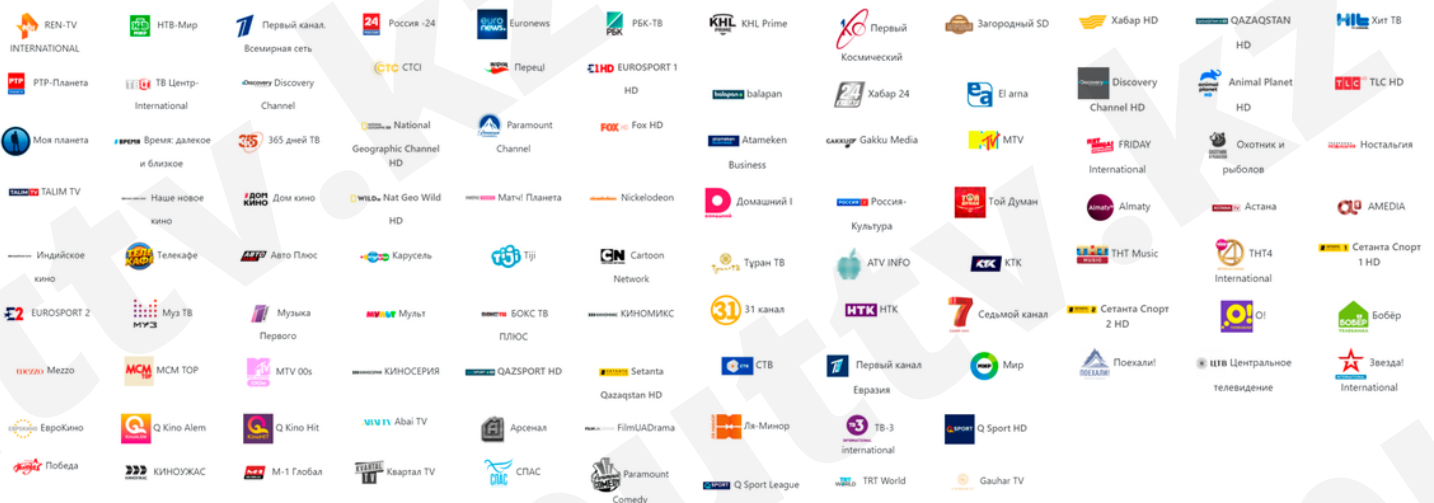 REN-TV INTERNATIONAL
НТВ-Мир
Первый канал. Всемирная сеть
Россия -24
Euronews
РБК-ТВ
KHL Prime
Первый Космический
Загородный SD
Хабар HD
QAZAQSTAN HD
Хит ТВ
РТР-Планета
ТВ Центр- International
Discovery Channel
СТСI
Перец!
EUROSPORT 1 HD
balapan
Хабар 24
El arna
Discovery Channel HD
Animal Planet HD
TLC HD
Моя планета
Время: далекое и близкое
365 дней ТВ
National Geographic Channel HD
Paramount Channel
Fox HD
Atameken Business
Gakku Media
MTV
FRIDAY International
Охотник и рыболов
Ностальгия
TALIM TV
Наше новое кино
Дом кино
Nat Geo Wild HD
Матч! Планета
Nickelodeon
Домашний I
Россия- Культура
Той Думан
Almaty
Астана
AMEDIA
Индийское кино
Телекафе
Авто Плюс
Карусель
Tiji
Cartoon Network
Тұран ТВ
ATV INFO
КТК
ТНТ Music
ТНТ4 International
Сетанта Спорт 1 HD
EUROSPORT 2
Муз ТВ
Музыка Первого
Мульт
БОКС ТВ ПЛЮС
КИНОМИКС
31 канал
НТК
Седьмой канал
Сетанта Спорт 2 HD
О!
Бобёр
Mezzo
MCM TOP
MTV 00s
КИНОСЕРИЯ
QAZSPORT HD
Setanta Qazaqstan HD
СТВ
Первый канал Евразия
Мир
Поехали!
Центральное телевидение
Звезда! International
ЕвроКино
Q Kino Alem
Q Kino Hit
Abai TV
Арсенал
FilmUADrama
Ля-Минор
ТВ-3 international
Q Sport HD
Победа
КИНОУЖАС
М-1 Глобал
Квартал TV
СПАС
Paramount Comedy
Q Sport League
TRT World
Gauhar TV